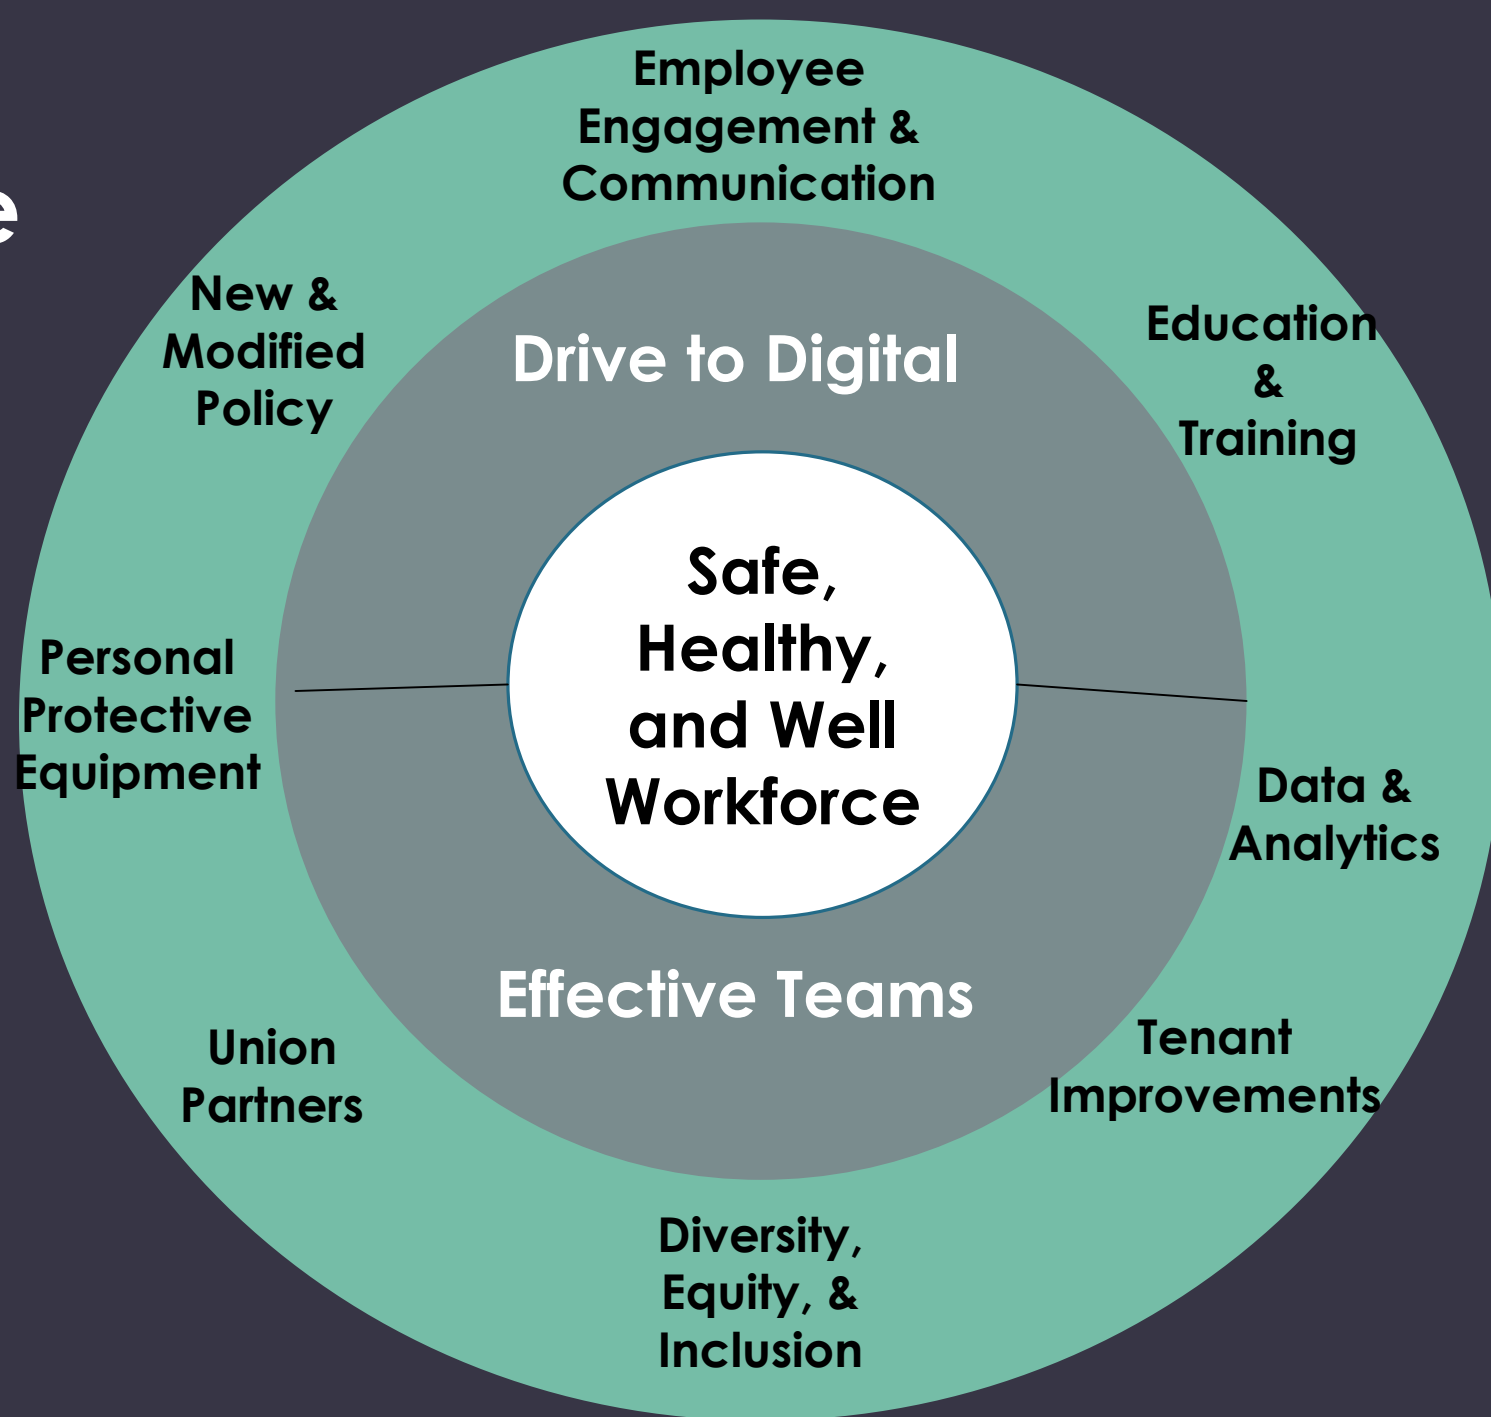 Employee
Engagement &
Communication
New &
Modified
Policy
Education
&
Training
Drive to Digital
Safe,
Healthy,
and Well
Workforce
Personal
Protective
Equipment
Data &
Analytics
Effective Teams
Union
Partners
Tenant
Improvements
Diversity,
Equity, &
Inclusion